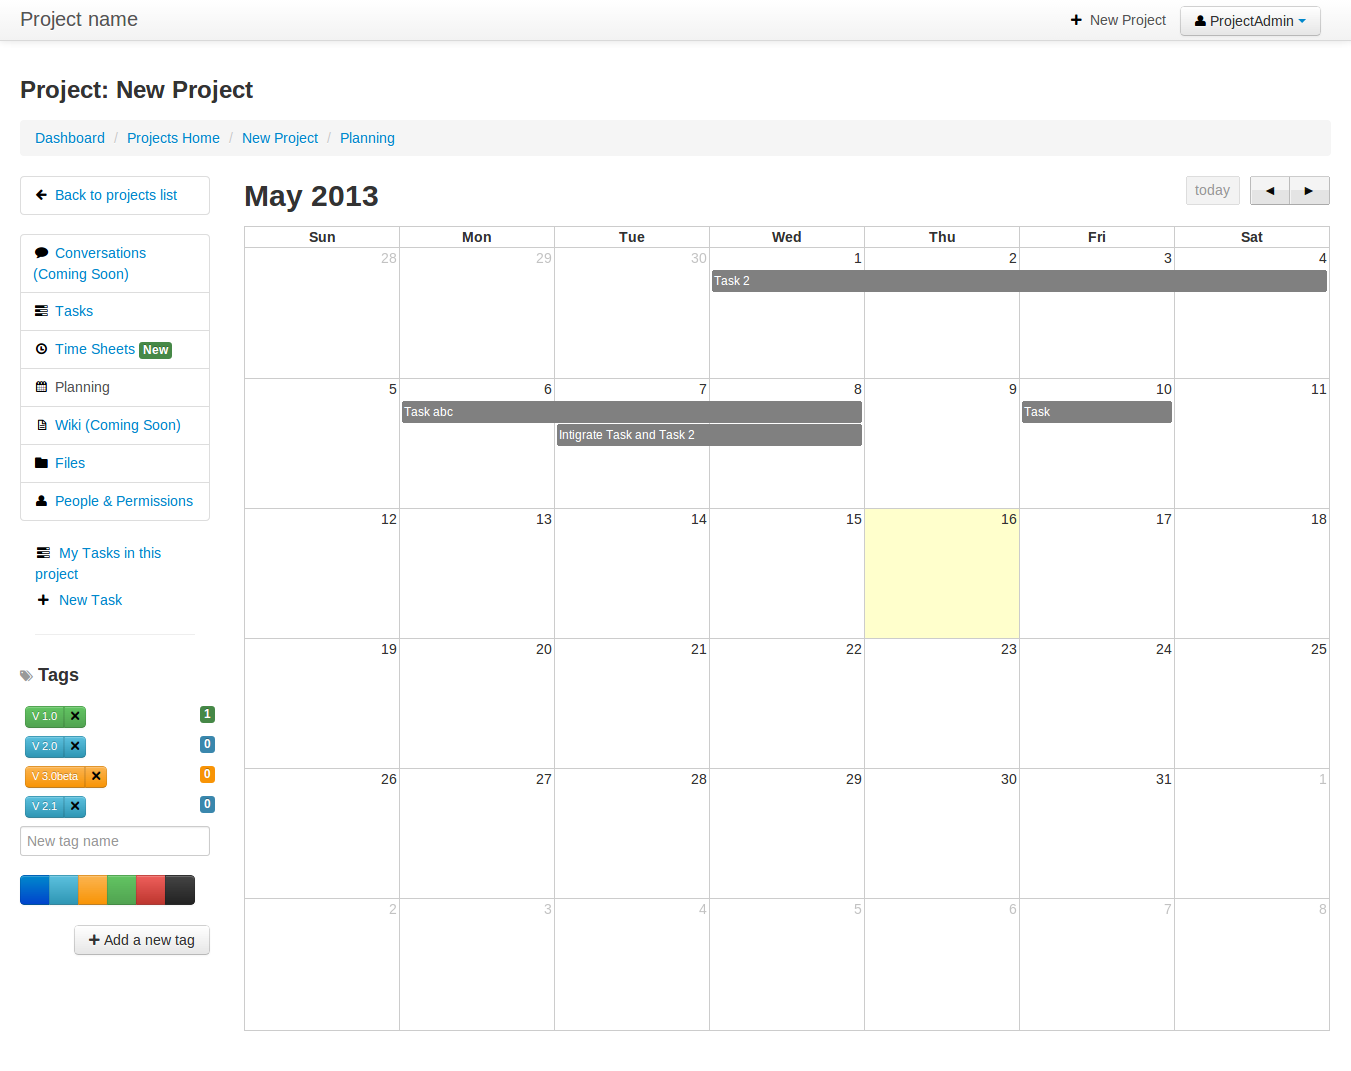 Project name
New Project
ProjectAdmin
Project: New Project
Dashboard / Projects Home / New Project / Planning
Back to projects list
Conversations
(Coming Soon)
Tasks
Time Sheets New
Planning
Wiki (Coming Soon)
Files
People & Permissions
My Tasks in this
project
New Task
Tags
V 1.0 1
V 2.0 0
V 3.0beta 0
V 2.1 0
New tag name
Add a new tag
May 2013
today
Sun Mon Tue Wed Thu Fri Sat
28 29 30 1 2 3 4
Task 2
5 6 7 8 9 10 11
Task abc Task
Intigrate Task and Task 2
12 13 14 15 16 17 18
19 20 21 22 23 24 25
26 27 28 29 30 31 1
2 3 4 5 6 7 8